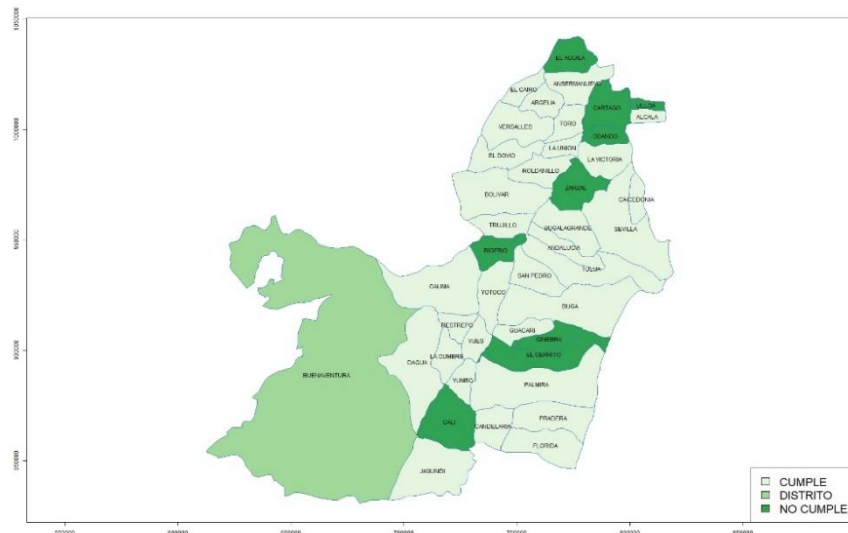 EL AGUILA
ANSERMANUEVO
EL CAIRO
ARGELIA
CARTAGO
ULLOA
ALCALA
VERSALLES
TORO
OBANDO
LA UNION
EL DOVIO
LA VICTORIA
ROLDANILLO
ZARZAL
BOLIVAR
CAICEDONIA
TRUJILLO
BUGALAGRANDE
SEVILLA
RIOFRIO
ANDALUCIA
TULUA
SAN PEDRO
CALIMA
YOTOCO
BUGA
RESTREPO
GUACARI
GINEBRA
VIJES
EL CERRITO
DAGUA
LA CUMBRE
BUENAVENTURA
YUMBO
PALMIRA
CALI
CANDELARIA
PRADERA
FLORIDA
JAMUNDI
CUMPLE
DISTRITO
NO CUMPLE